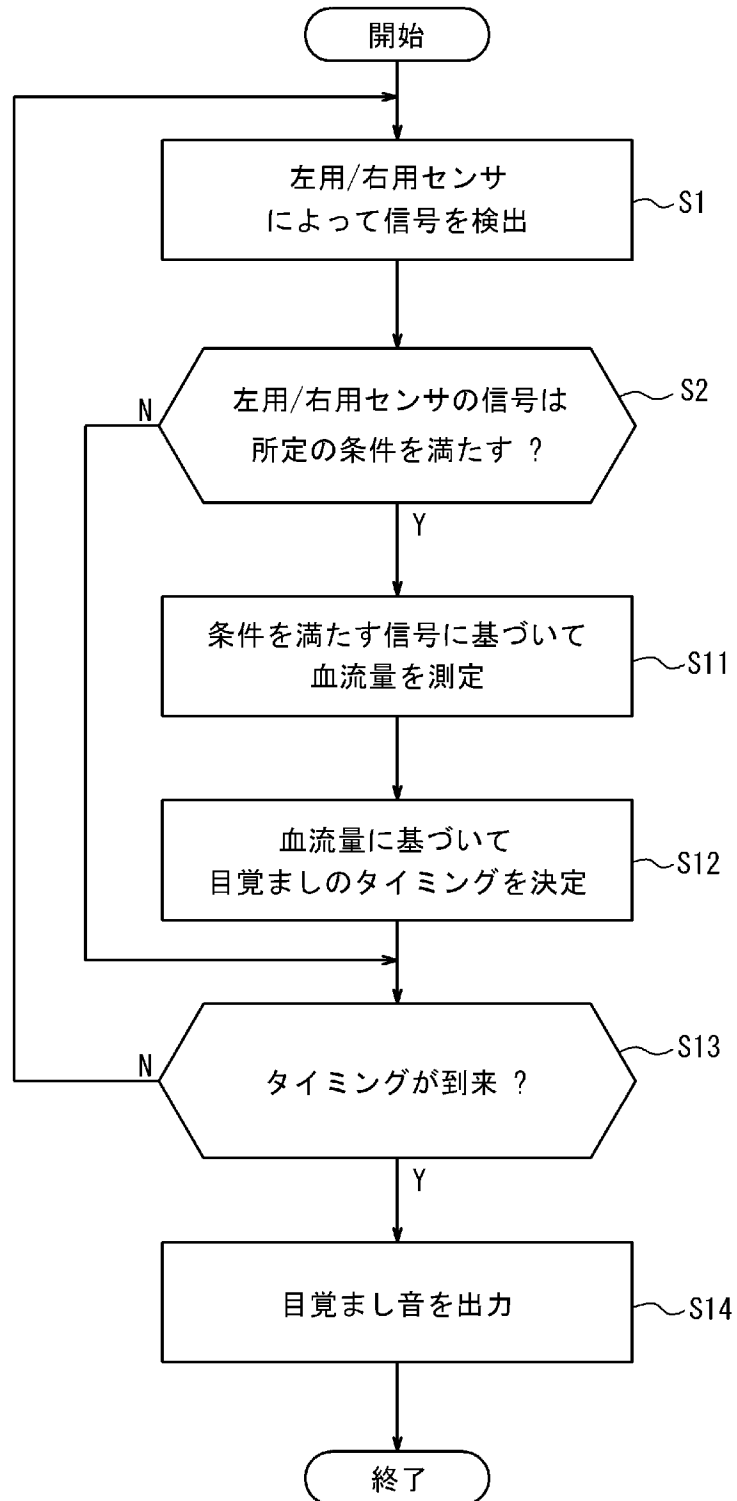 開始
左用/右用センサ
によって信号を検出
S1
左用/右用センサの信号は
所定の条件を満たす ?
S2
N
Y
条件を満たす信号に基づいて
血流量を測定
S11
血流量に基づいて
目覚ましのタイミングを決定
S12
タイミングが到来 ?
S13
N
Y
目覚まし音を出力
S14
終了